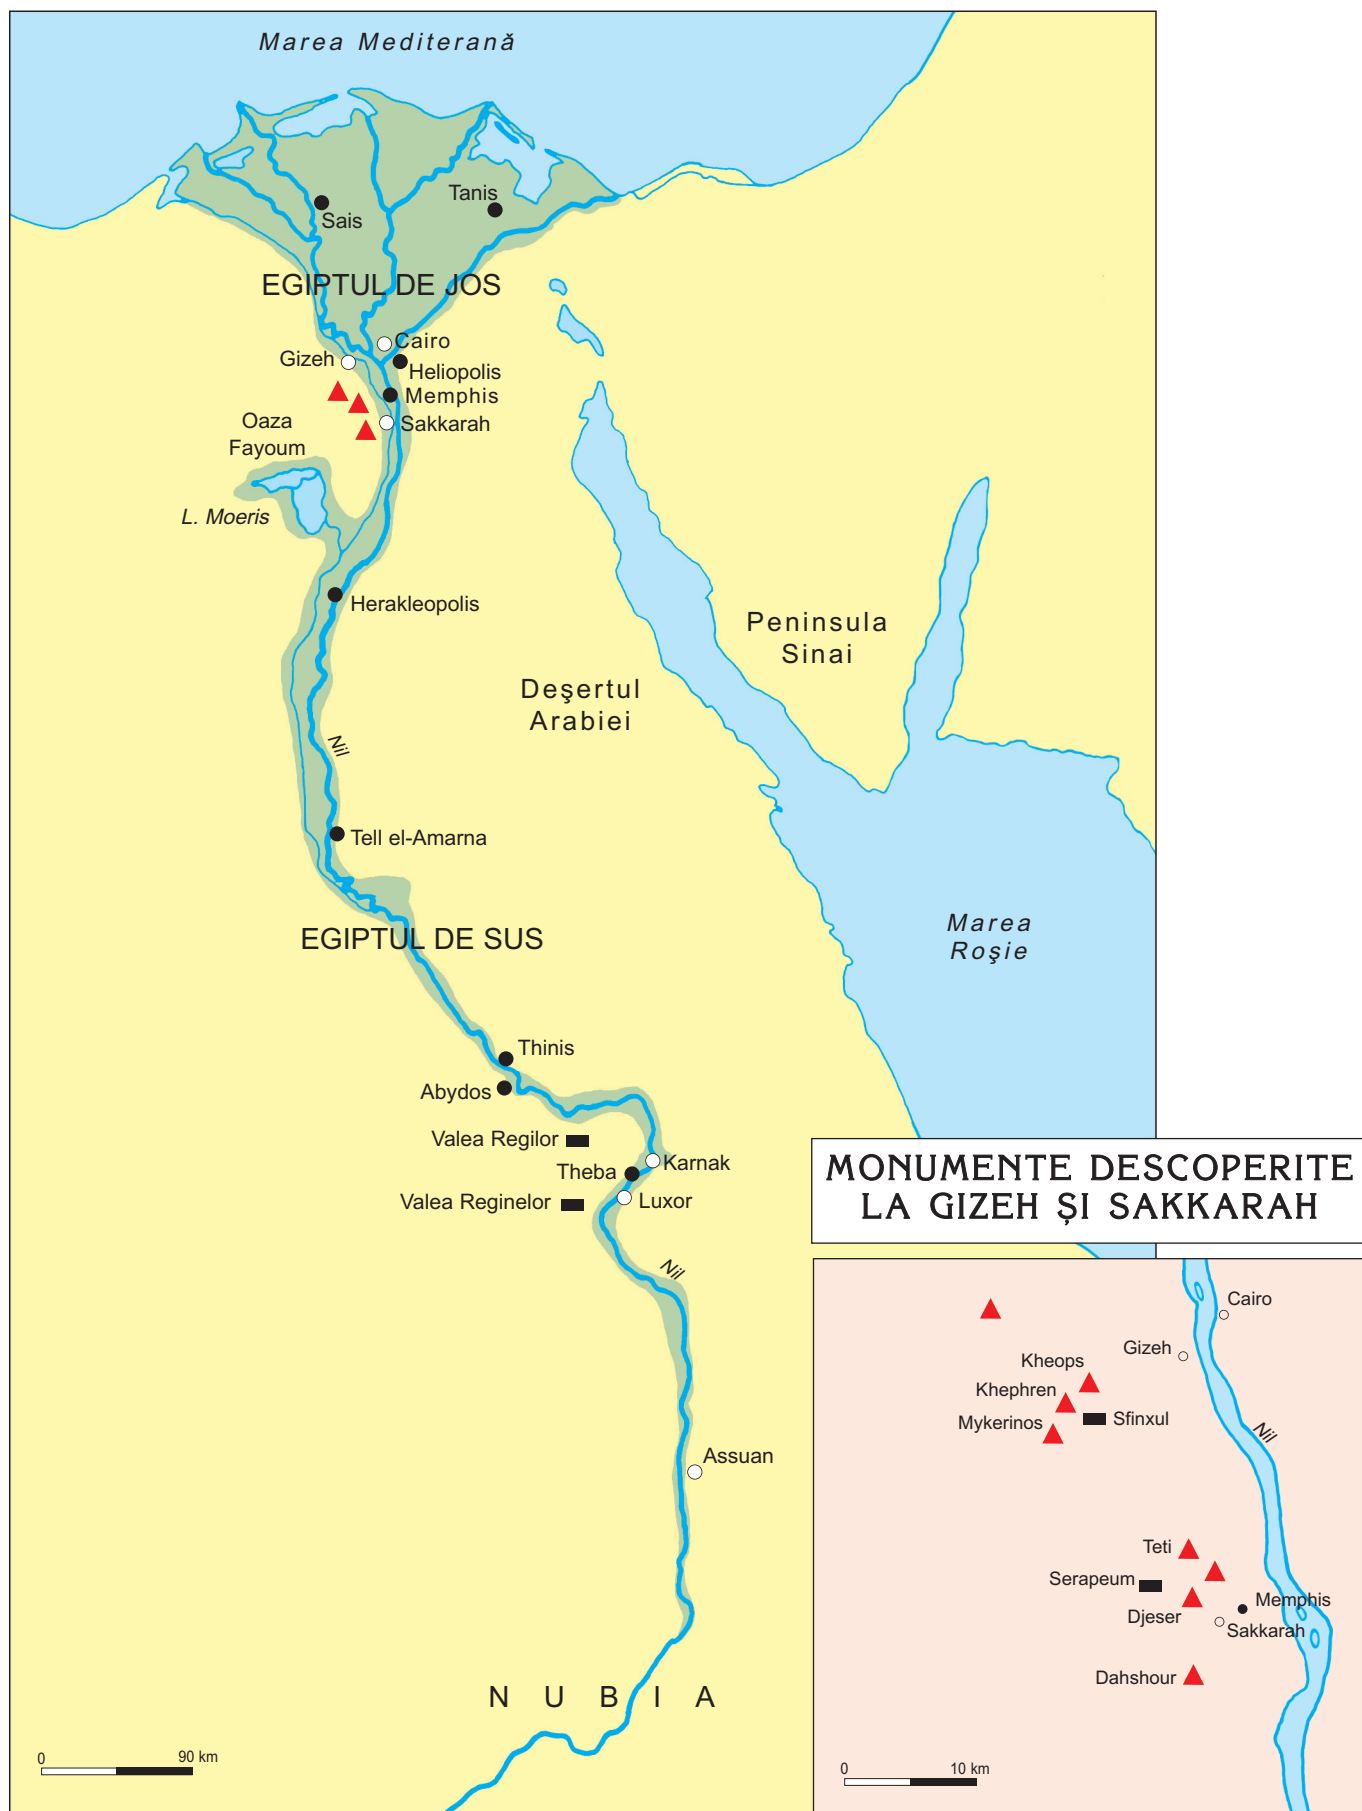 Marea Mediterană
Tanis
Sais
EGIPTUL DE JOS
Cairo
Gizeh
Heliopolis
Memphis
Oaza
Fayoum
Sakkarah
L. Moeris
Herakleopolis
Peninsula
Sinai
Deşertul
Arabiei
Nil
Tell el-Amarna
Marea
Roşie
EGIPTUL DE SUS
Thinis
Abydos
Valea Regilor
Karnak
Theba
Valea Reginelor
Luxor
Nil
Assuan
N U B I A
0 90 km
MONUMENTE DESCOPERITE
LA GIZEH ŞI SAKKARAH
Cairo
Gizeh
Kheops
Khephren
Mykerinos
Sfinxul
Nil
Teti
Serapeum
Memphis
Djeser
Sakkarah
Dahshour
0 10 km